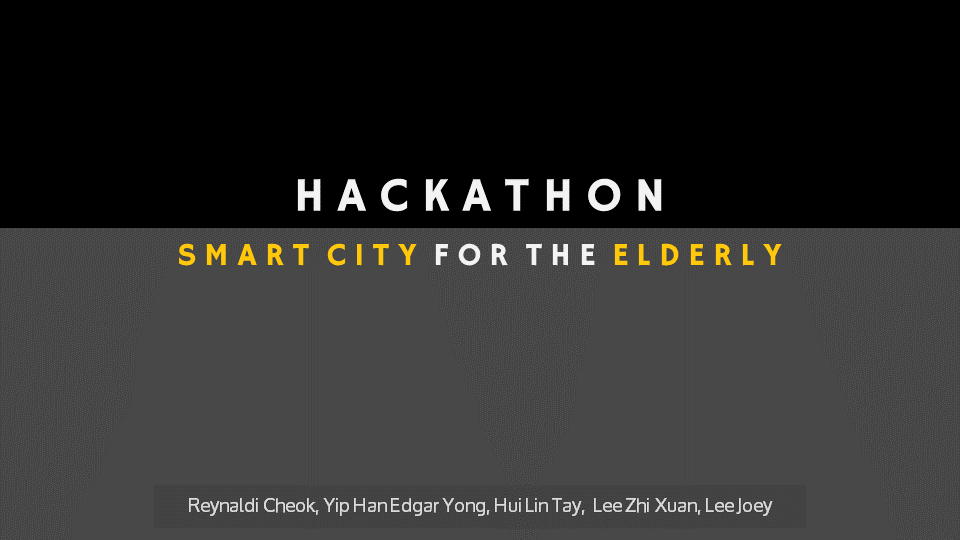 HACKATHON
SMART CITY FOR THE ELDERLY
Reynaldi Cheok, Yip Han Edgar Yong, Hui Lin Tay, Lee Zhi Xuan, Lee Joey